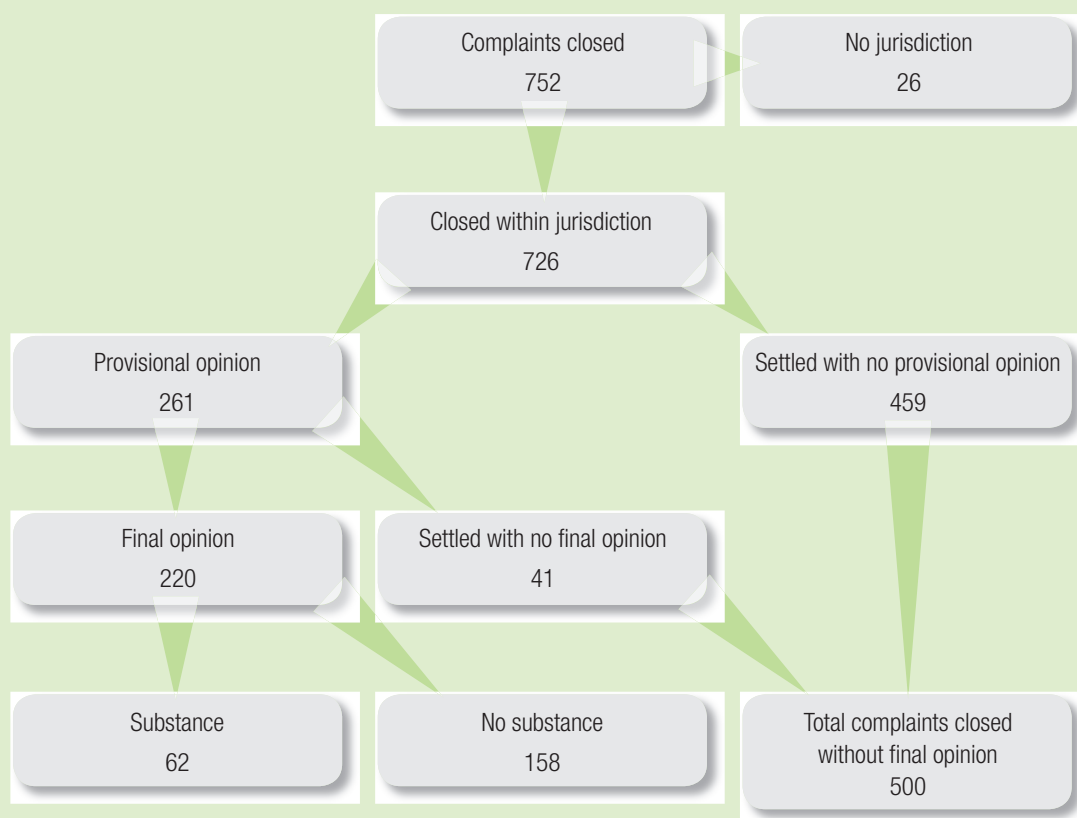 Complaints closed
752
No jurisdiction
26
Closed within jurisdiction
726
Provisional opinion
261
Settled with no provisional opinion
459
Final opinion
220
Settled with no final opinion
41
Substance
62
No substance
158
Total complaints closed
without final opinion
500